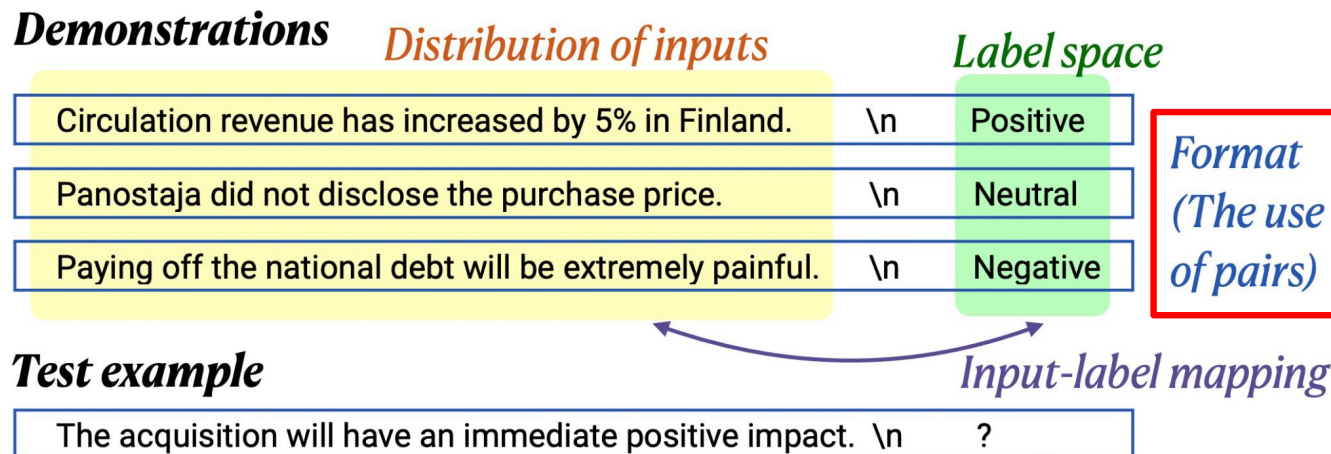 Demonstrations
Distribution of inputs
Label space
Circulation revenue has increased by 5% in Finland. \n Positive
Panostaja did not disclose the purchase price. \n Neutral
Paying off the national debt will be extremely painful. \n Negative
Format
(The use
of pairs)
Input-label mapping
Test example
The acquisition will have an immediate positive impact. \n ?